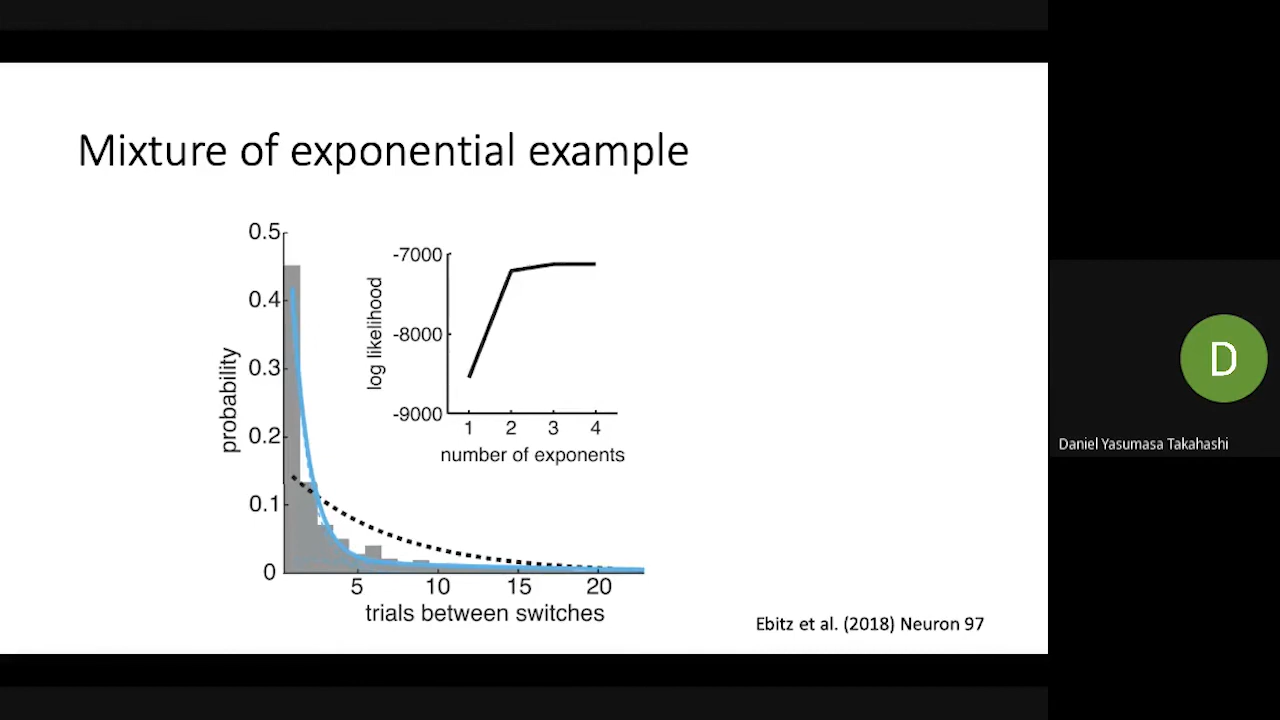 Mixture of exponential example
0.5
0.4
0.3
0.2
0.1
0
probability
5 10 15 20
trials between switches
-7000
-8000
-9000
log likelihood
1 2 3 4
number of exponents
Ebitz et al. (2018) Neuron 97
D
Daniel Yasumasa Takahashi